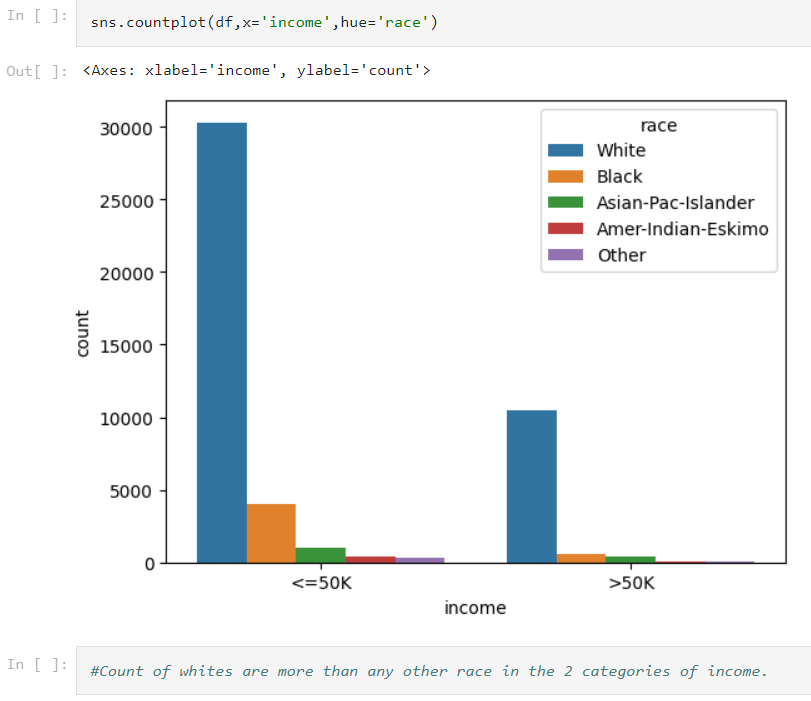 In [ ]: sns.countplot(df,x='income',hue='race')
Out[ ]: <Axes: xlabel='income', ylabel='count'>
race
White
Black
Asian-Pac-Islander
Amer-Indian-Eskimo
Other
30000
25000
20000
15000
10000
5000
0
count
<=50K >50K
income
In [ ]: #Count of whites are more than any other race in the 2 categories of income.